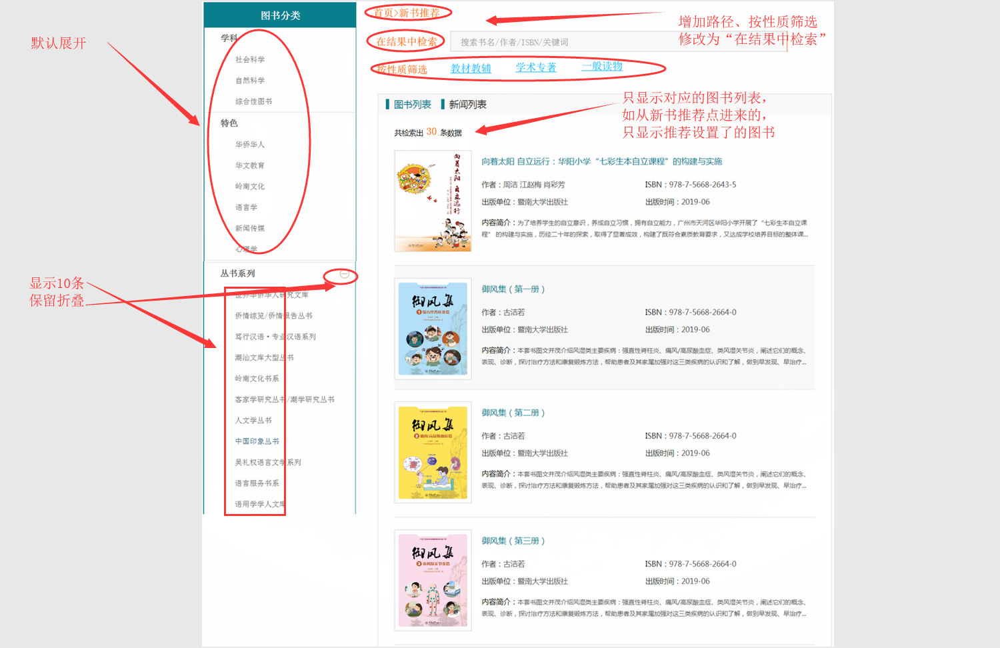 图书分类
默认展开
学科
社会科学
自然科学
综合性图书
特色
华侨华人
华文教育
岭南文化
语言学
新闻传媒
心理学
显示10条
保留折叠
丛书系列
世界华侨华人研究文库
侨情综览/侨情报告丛书
笃行汉语·专业汉语系列
潮汕文库大型丛书
岭南文化书系
客家学研究丛书/潮学研究丛书
人文学丛书
中国印象丛书
吴礼权语言文学系列
语言服务书系
语用学学人文库
首页>新书推荐
增加路径、按性质筛选
修改为“在结果中检索”
在结果中检索
搜索书名/作者/ISBN/关键词
按性质筛选 教材教辅 学术专著 一般读物
图书列表 新闻列表
只显示对应的图书列表，
如从新书推荐点进来的，
只显示推荐设置了的图书
共检索出 30 条数据
向着太阳 自立远行
向着太阳 自立远行：华阳小学“七彩生本自立课程”的构建与实施
作者：周洁 江赵梅 肖彩芳 ISBN：978-7-5668-2643-5
出版单位：暨南大学出版社 出版时间：2019-06
内容简介：为了培养学生的自立意识，养成自立习惯，拥有自立能力，广州市天河区华阳小学开展了“七彩生本自立课
程”的构建与实施，历经二十年的探索，取得了显著成效，构建了既符合素质教育要求，又达成学校培养目标的整体课...
御风集
御风集（第一册）
作者：古洁若 ISBN：978-7-5668-2664-0
出版单位：暨南大学出版社 出版时间：2019-06
内容简介：本套书图文并茂介绍风湿类主要疾病：强直性脊柱炎、痛风/高尿酸血症、类风湿关节炎，阐述它们的概念、
表现、诊断，探讨治疗方法和康复锻炼方法，帮助患者及其家属加强对这三类疾病的认识和了解，做到早发现、早治疗...
御风集
御风集（第二册）
作者：古洁若 ISBN：978-7-5668-2664-0
出版单位：暨南大学出版社 出版时间：2019-06
内容简介：本套书图文并茂介绍风湿类主要疾病：强直性脊柱炎、痛风/高尿酸血症、类风湿关节炎，阐述它们的概念、
表现、诊断，探讨治疗方法和康复锻炼方法，帮助患者及其家属加强对这三类疾病的认识和了解，做到早发现、早治疗...
御风集
御风集（第三册）
作者：古洁若 ISBN：978-7-5668-2664-0
出版单位：暨南大学出版社 出版时间：2019-06
内容简介：本套书图文并茂介绍风湿类主要疾病：强直性脊柱炎、痛风/高尿酸血症、类风湿关节炎，阐述它们的概念、
表现、诊断，探讨治疗方法和康复锻炼方法，帮助患者及其家属加强对这三类疾病的认识和了解，做到早发现、早治疗...